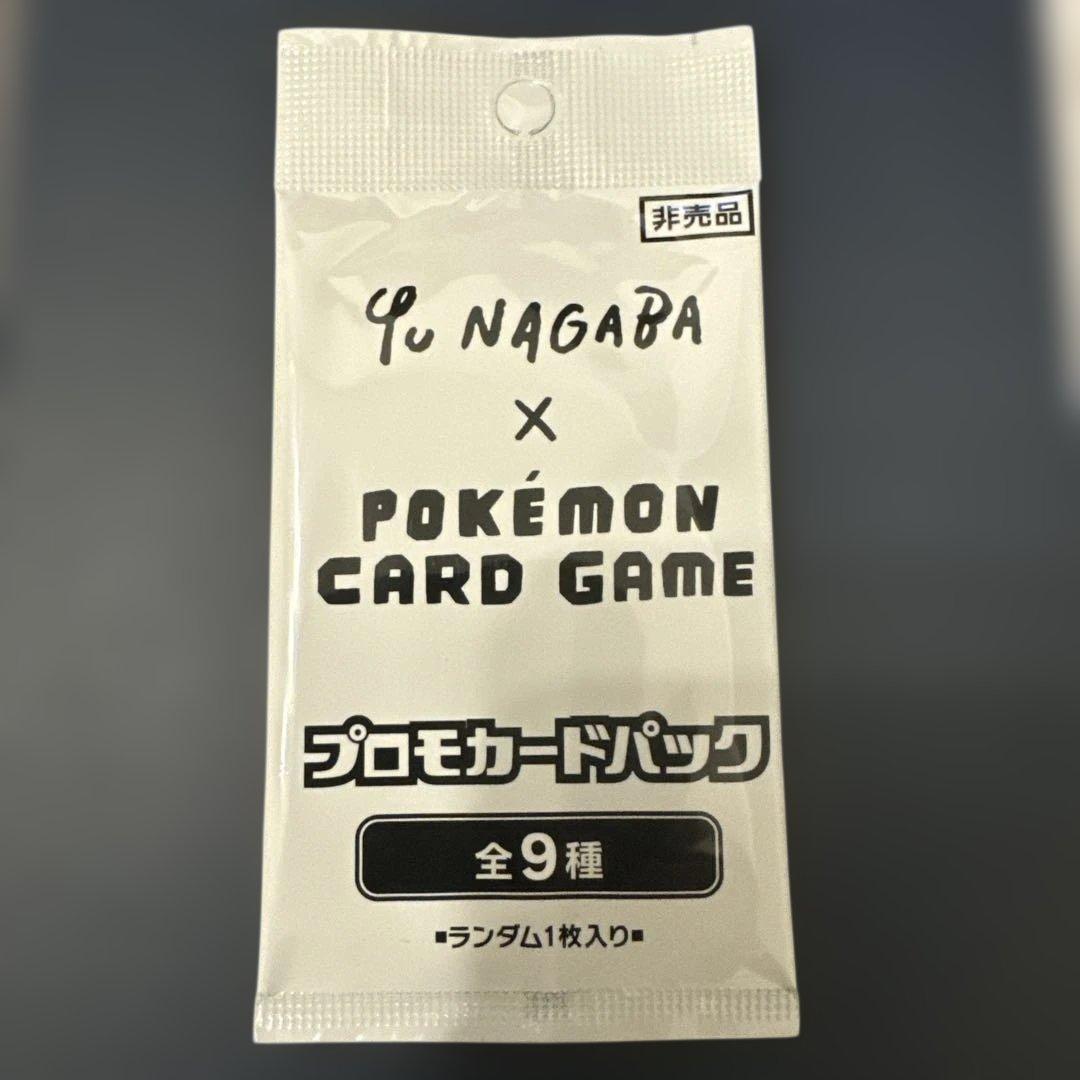 非売品
Yu NAGABA
×
POKÉMON
CARD GAME
プロモカードパック
全9種
■ランダム1枚入り■